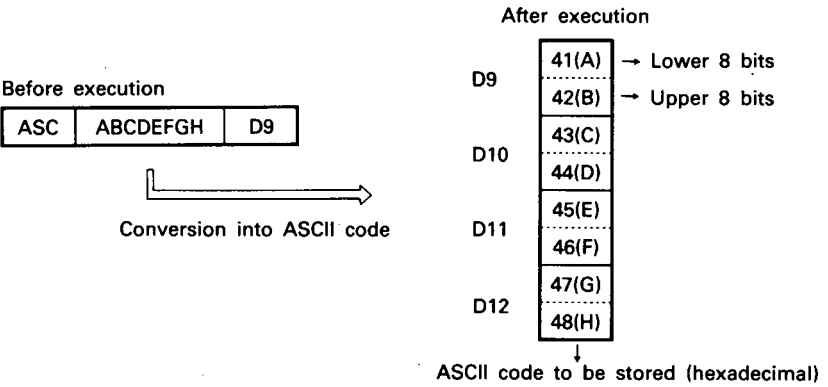 After execution
Before execution
ASC ABCDEFGH D9
Conversion into ASCII code
D9
41(A) → Lower 8 bits
42(B) → Upper 8 bits
D10
43(C)
44(D)
D11
45(E)
46(F)
D12
47(G)
48(H)
ASCII code to be stored (hexadecimal)